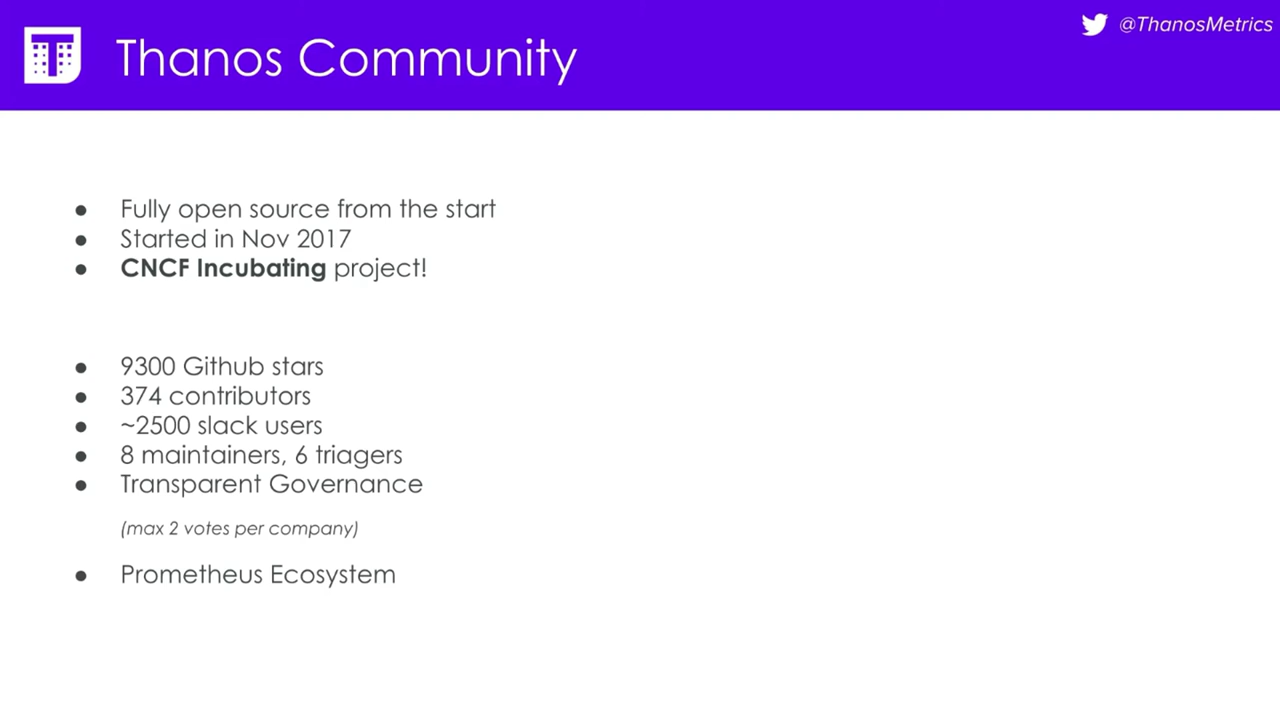 Thanos Community
@ThanosMetrics
● Fully open source from the start
● Started in Nov 2017
● CNCF Incubating project!
● 9300 Github stars
● 374 contributors
● ~2500 slack users
● 8 maintainers, 6 triagers
● Transparent Governance
(max 2 votes per company)
● Prometheus Ecosystem